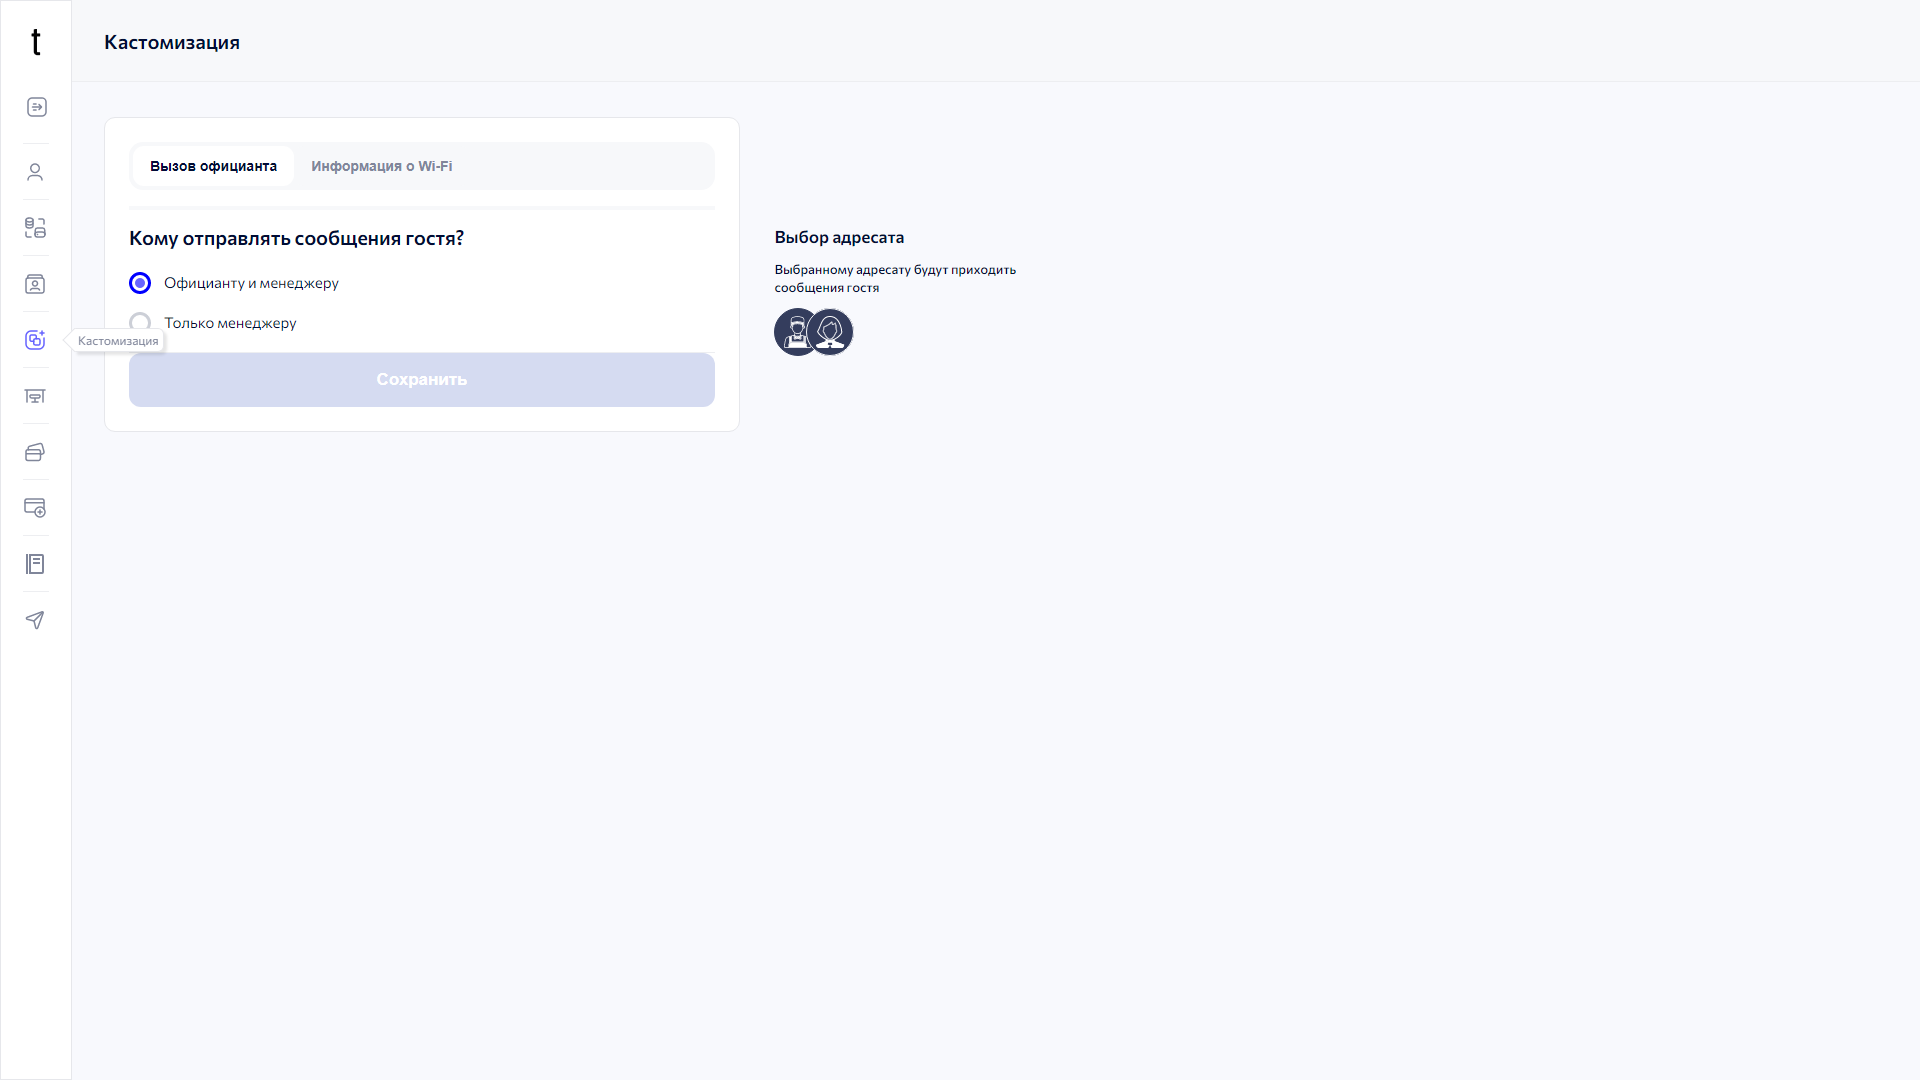 t
Кастомизация
Вызов официанта
Информация о Wi-Fi
Кому отправлять сообщения гостя?
Официанту и менеджеру
Только менеджеру
Кастомизация
Сохранить
Выбор адресата
Выбранному адресату будут приходить
сообщения гостя